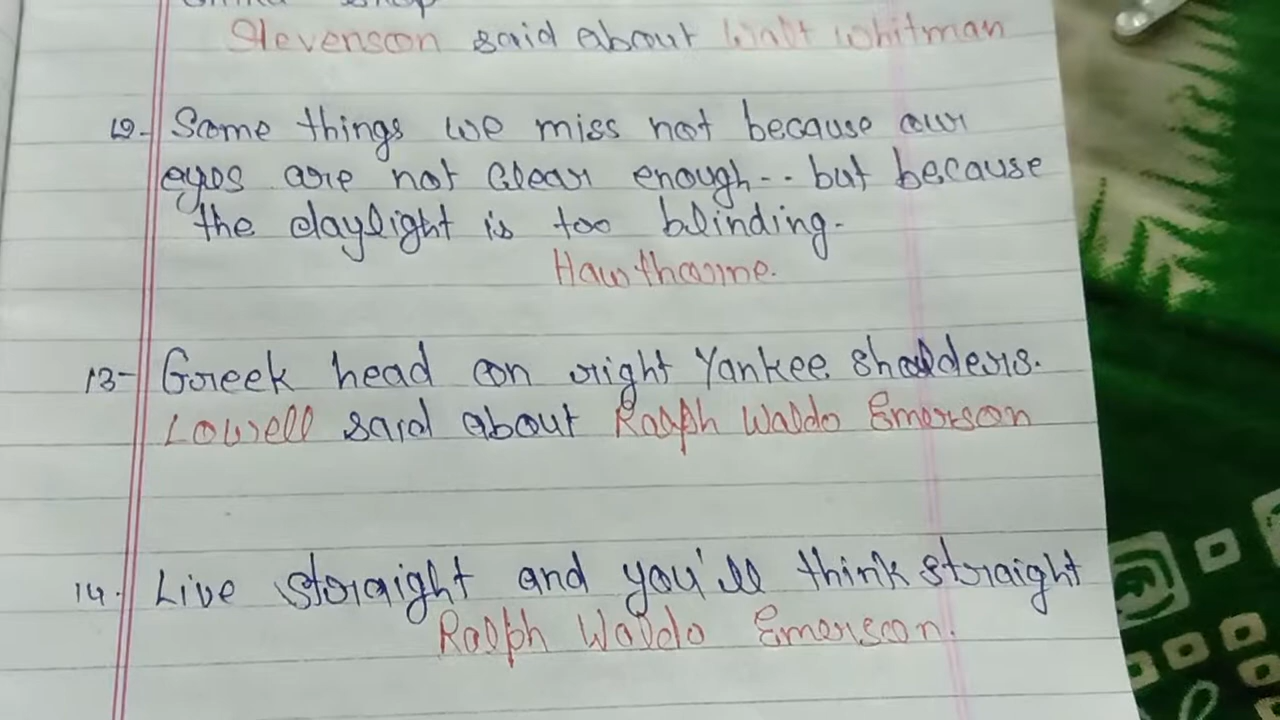 Stevenson said about Walt Whitman
12- Some things we miss not because our
eyes are not clear enough-- but because
the daylight is too blinding-
Hawthorne.
13- Greek head on right Yankee shoulders.
Lowell said about Ralph Waldo Emerson
14. Live straight and you'll think straight
Ralph Waldo Emerson.